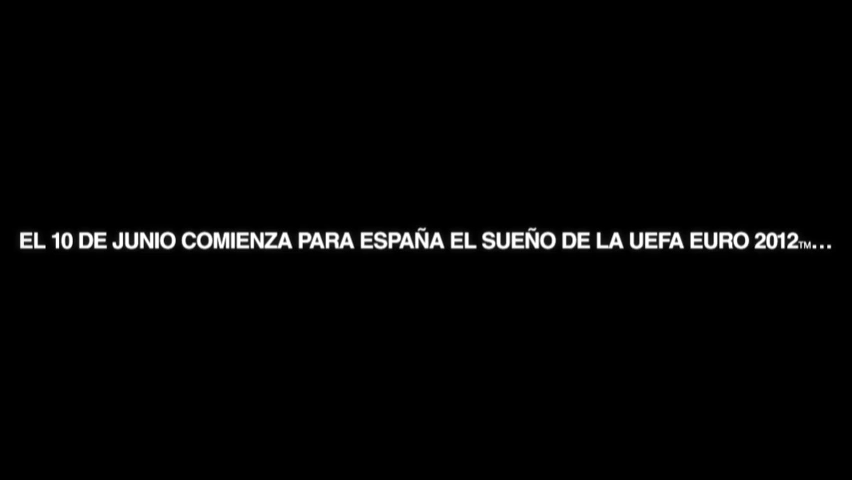 EL 10 DE JUNIO COMIENZA PARA ESPAÑA EL SUEÑO DE LA UEFA EURO 2012™...